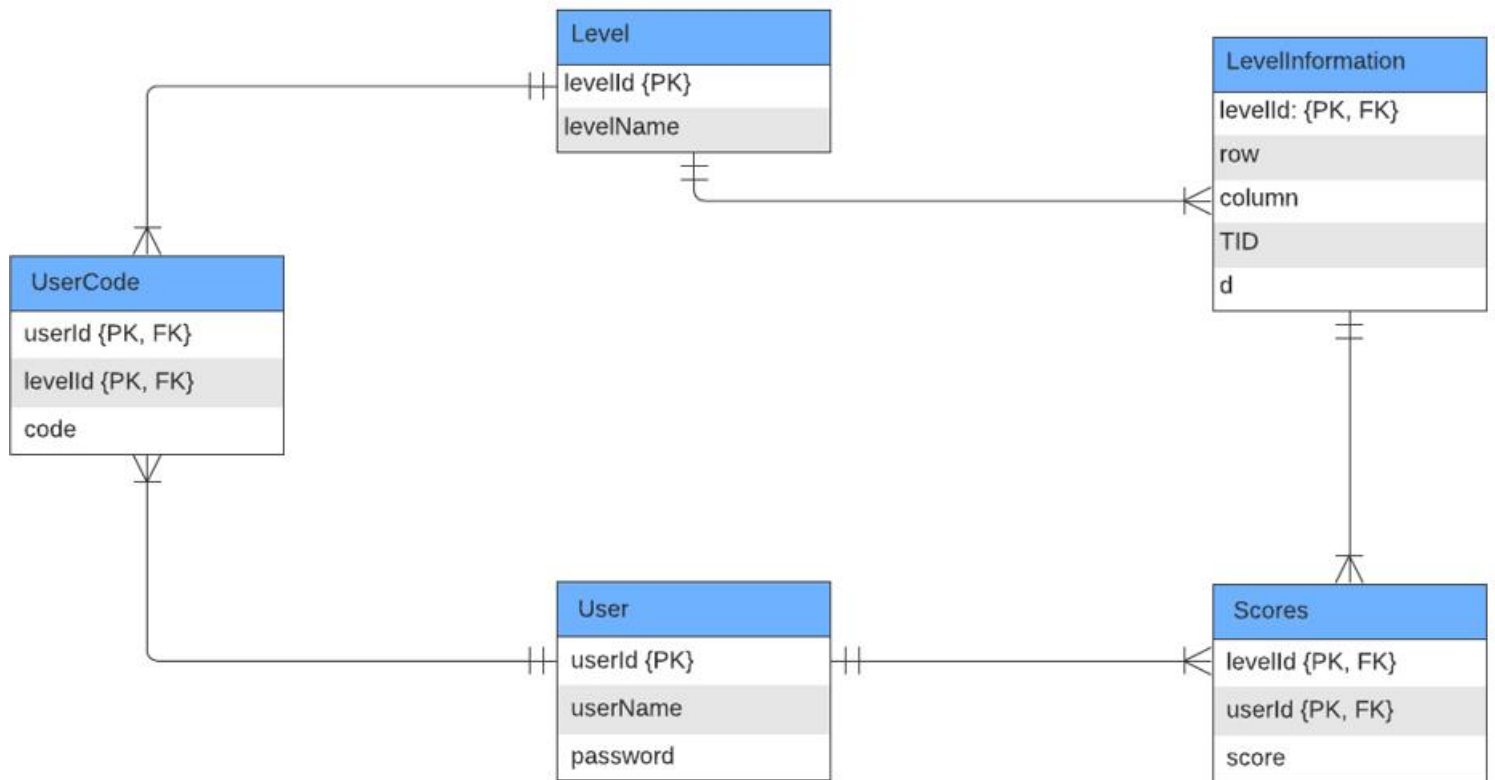 Level
levelId {PK}
levelName
LevelInformation
levelId: {PK, FK}
row
column
TID
d
UserCode
userId {PK, FK}
levelId {PK, FK}
code
User
userId {PK}
userName
password
Scores
levelId {PK, FK}
userId {PK, FK}
score